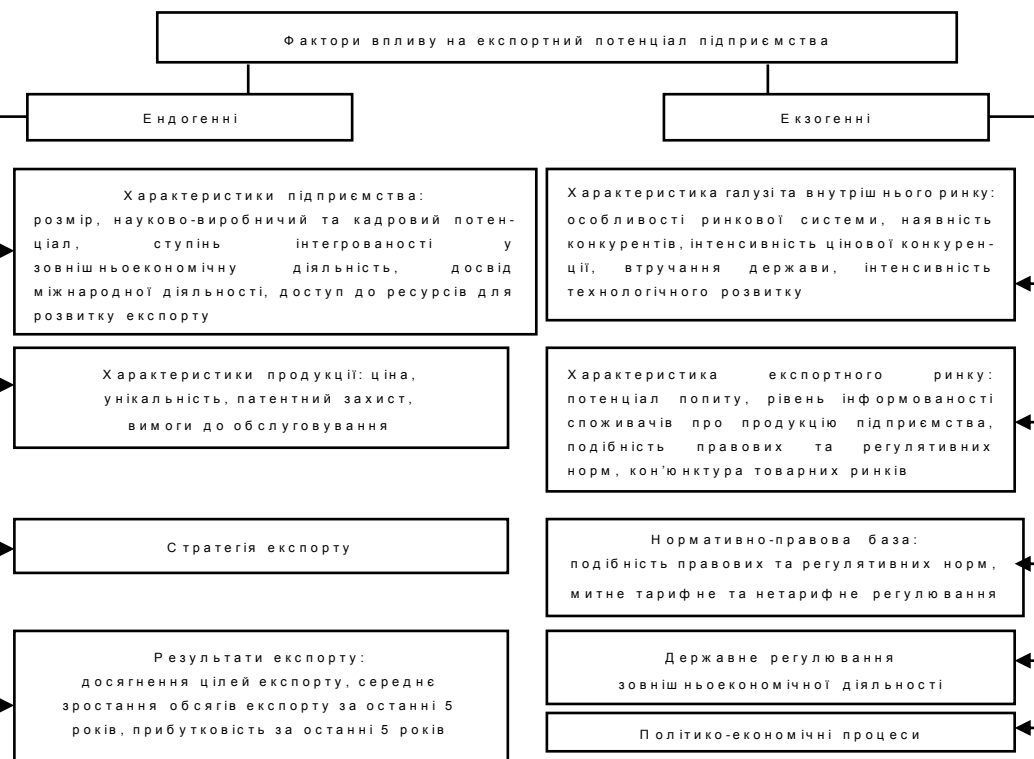 Фактори впливу на експортний потенціал підприємства
Ендогенні
Екзогенні
Характеристики підприємства:
розмір, науково-виробничий та кадровий потен-
ціал, ступінь інтегрованості у
зовнішньоекономічну діяльність, досвід
міжнародної діяльності, доступ до ресурсів для
розвитку експорту
Характеристики продукції: ціна,
унікальність, патентний захист,
вимоги до обслуговування
Стратегія експорту
Результати експорту:
досягнення цілей експорту, середнє
зростання обсягів експорту за останні 5
років, прибутковість за останні 5 років
Характеристика галузі та внутрішнього ринку:
особливості ринкової системи, наявність
конкурентів, інтенсивність цінової конкурен-
ції, втручання держави, інтенсивність
технологічного розвитку
Характеристика експортного ринку:
потенціал попиту, рівень інформованості
споживачів про продукцію підприємства,
подібність правових та регулятивних
норм, кон’юнктура товарних ринків
Нормативно-правова база:
подібність правових та регулятивних норм,
митне тарифне та нетарифне регулювання
Державне регулювання
зовнішньоекономічної діяльності
Політико-економічні процеси